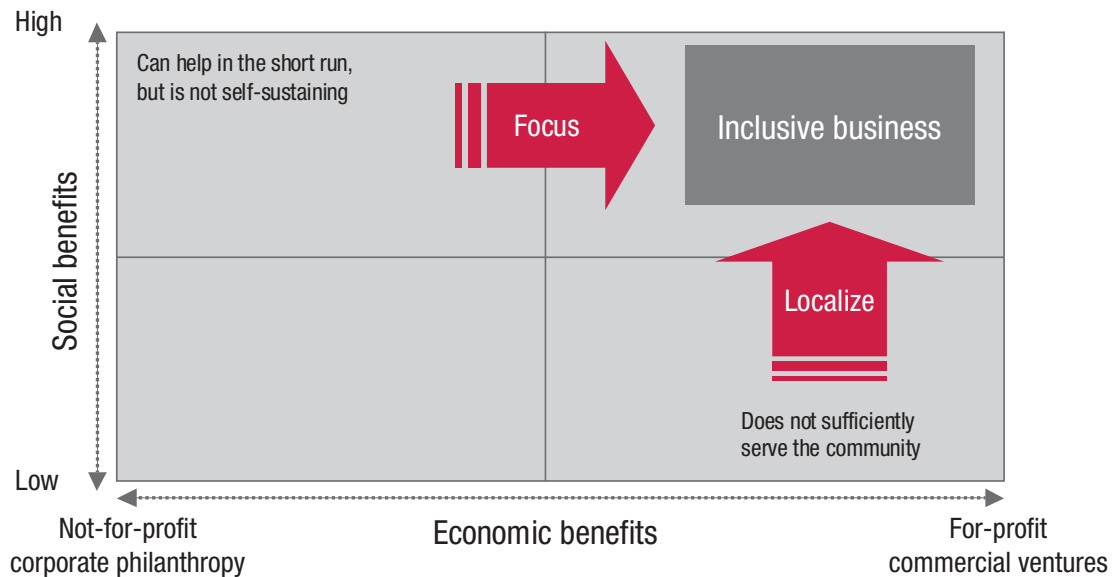 High
Can help in the short run,
but is not self-sustaining
Focus
Inclusive business
Social benefits
Localize
Does not sufficiently
serve the community
Low
Not-for-profit
corporate philanthropy
Economic benefits
For-profit
commercial ventures